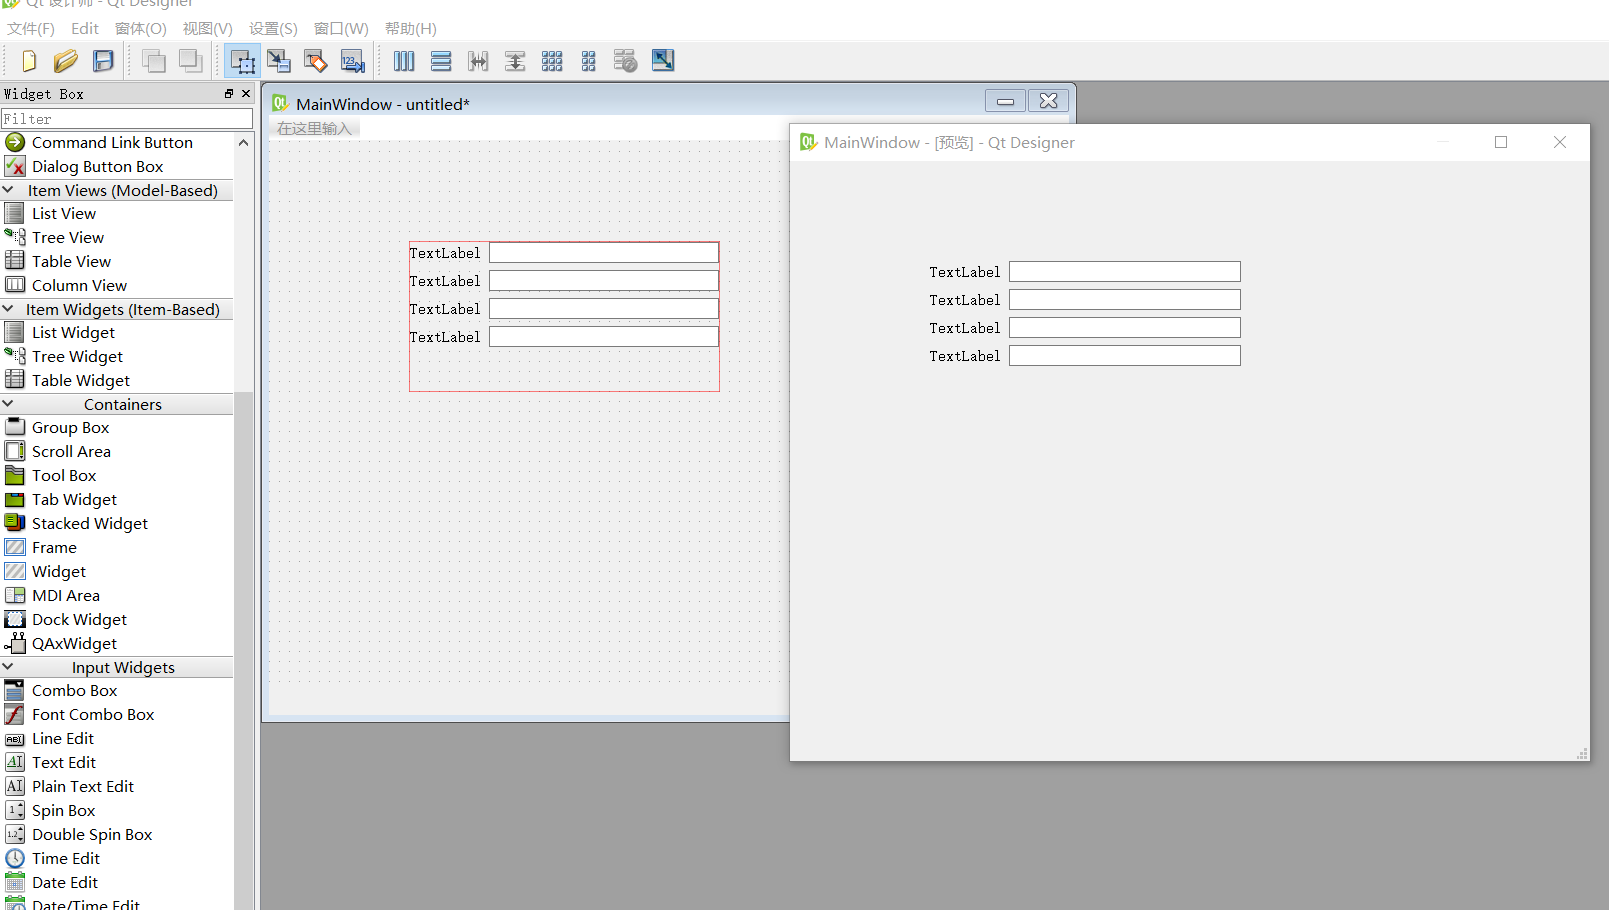 Qt 设计师 - Qt Designer
文件(F) Edit 窗体(O) 视图(V) 设置(S) 窗口(W) 帮助(H)
Widget Box
Filter
Command Link Button
Dialog Button Box
Item Views (Model-Based)
List View
Tree View
Table View
Column View
Item Widgets (Item-Based)
List Widget
Tree Widget
Table Widget
Containers
Group Box
Scroll Area
Tool Box
Tab Widget
Stacked Widget
Frame
Widget
MDI Area
Dock Widget
QAxWidget
Input Widgets
Combo Box
Font Combo Box
Line Edit
Text Edit
Plain Text Edit
Spin Box
Double Spin Box
Time Edit
Date Edit
Date/Time Edit
MainWindow - untitled*
在这里输入
TextLabel
TextLabel
TextLabel
TextLabel
MainWindow - [预览] - Qt Designer
TextLabel
TextLabel
TextLabel
TextLabel